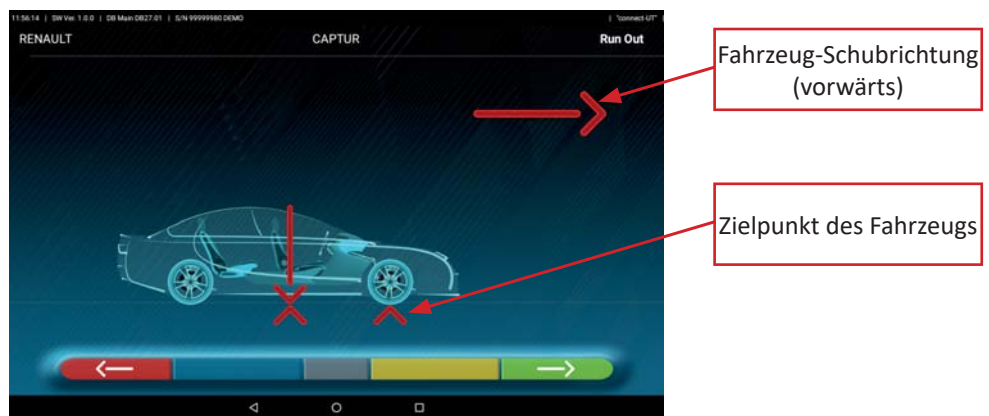 11:56:14 | SW Ver. 1.0.0 | DB Main DB27.01 | S/N 99999980 DEMO | "connect-UT" |
RENAULT CAPTUR Run Out
Fahrzeug-Schubrichtung
(vorwärts)
Zielpunkt des Fahrzeugs